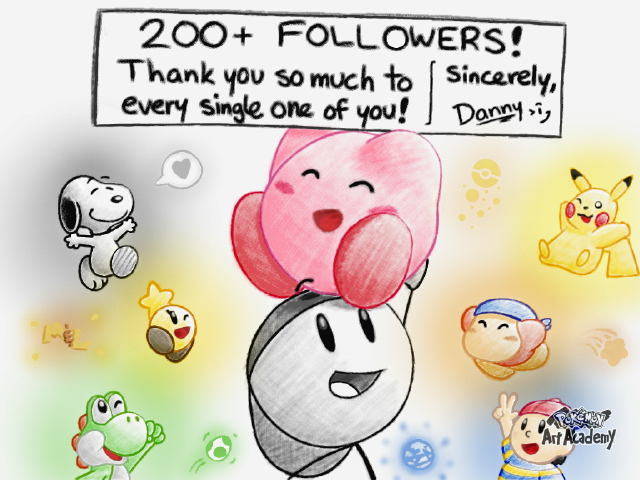 200+ FOLLOWERS!
Thank you so much to
every single one of you!
Sincerely,
Danny
M&L
POKÉMON
Art Academy